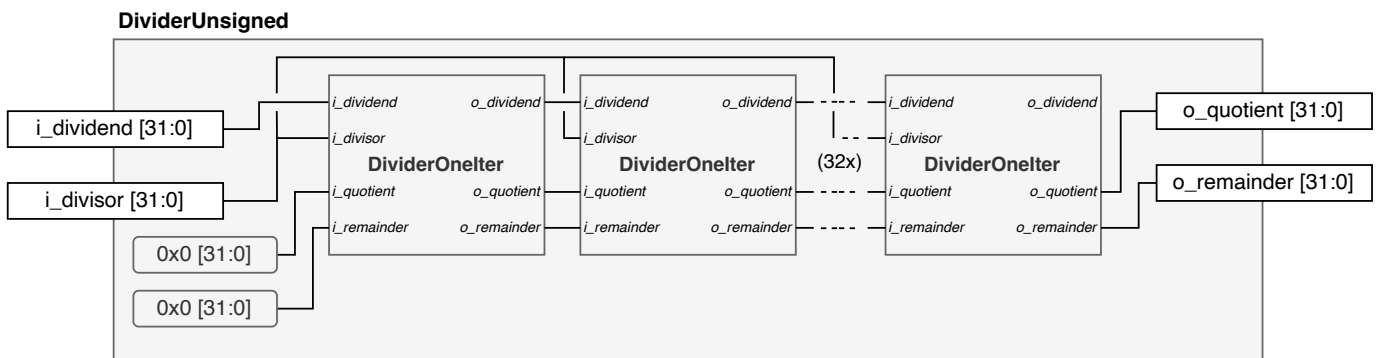 DividerUnsigned
i_dividend [31:0]
i_divisor [31:0]
0x0 [31:0]
0x0 [31:0]
i_dividend o_dividend
i_divisor
DividerOneIter
i_quotient o_quotient
i_remainder o_remainder
i_dividend o_dividend
i_divisor
DividerOneIter
i_quotient o_quotient
i_remainder o_remainder
(32x)
i_dividend o_dividend
i_divisor
DividerOneIter
i_quotient o_quotient
i_remainder o_remainder
o_quotient [31:0]
o_remainder [31:0]